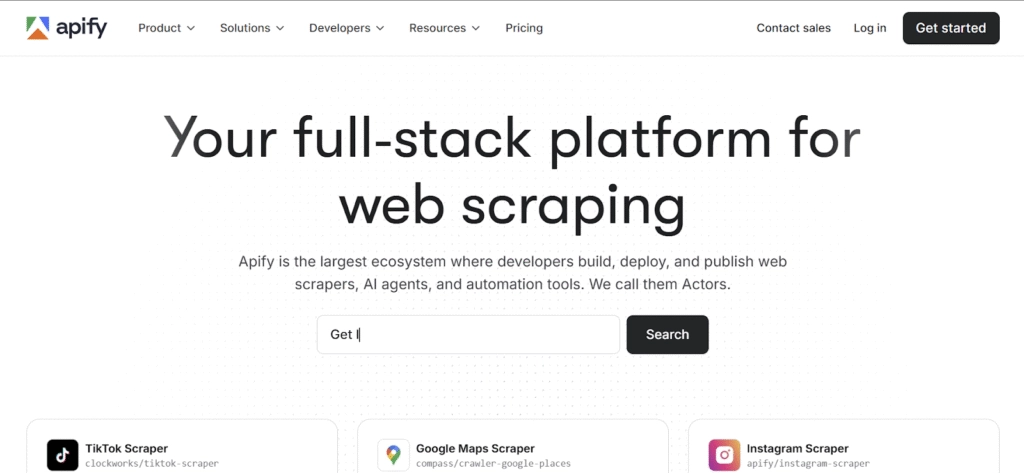 apify Product Solutions Developers Resources Pricing Contact sales Log in Get started
Your full-stack platform for
web scraping
Apify is the largest ecosystem where developers build, deploy, and publish web
scrapers, AI agents, and automation tools. We call them Actors.
Get l Search
TikTok Scraper
clockworks/tiktok-scraper
Google Maps Scraper
compass/crawler-google-places
Instagram Scraper
apify/instagram-scraper